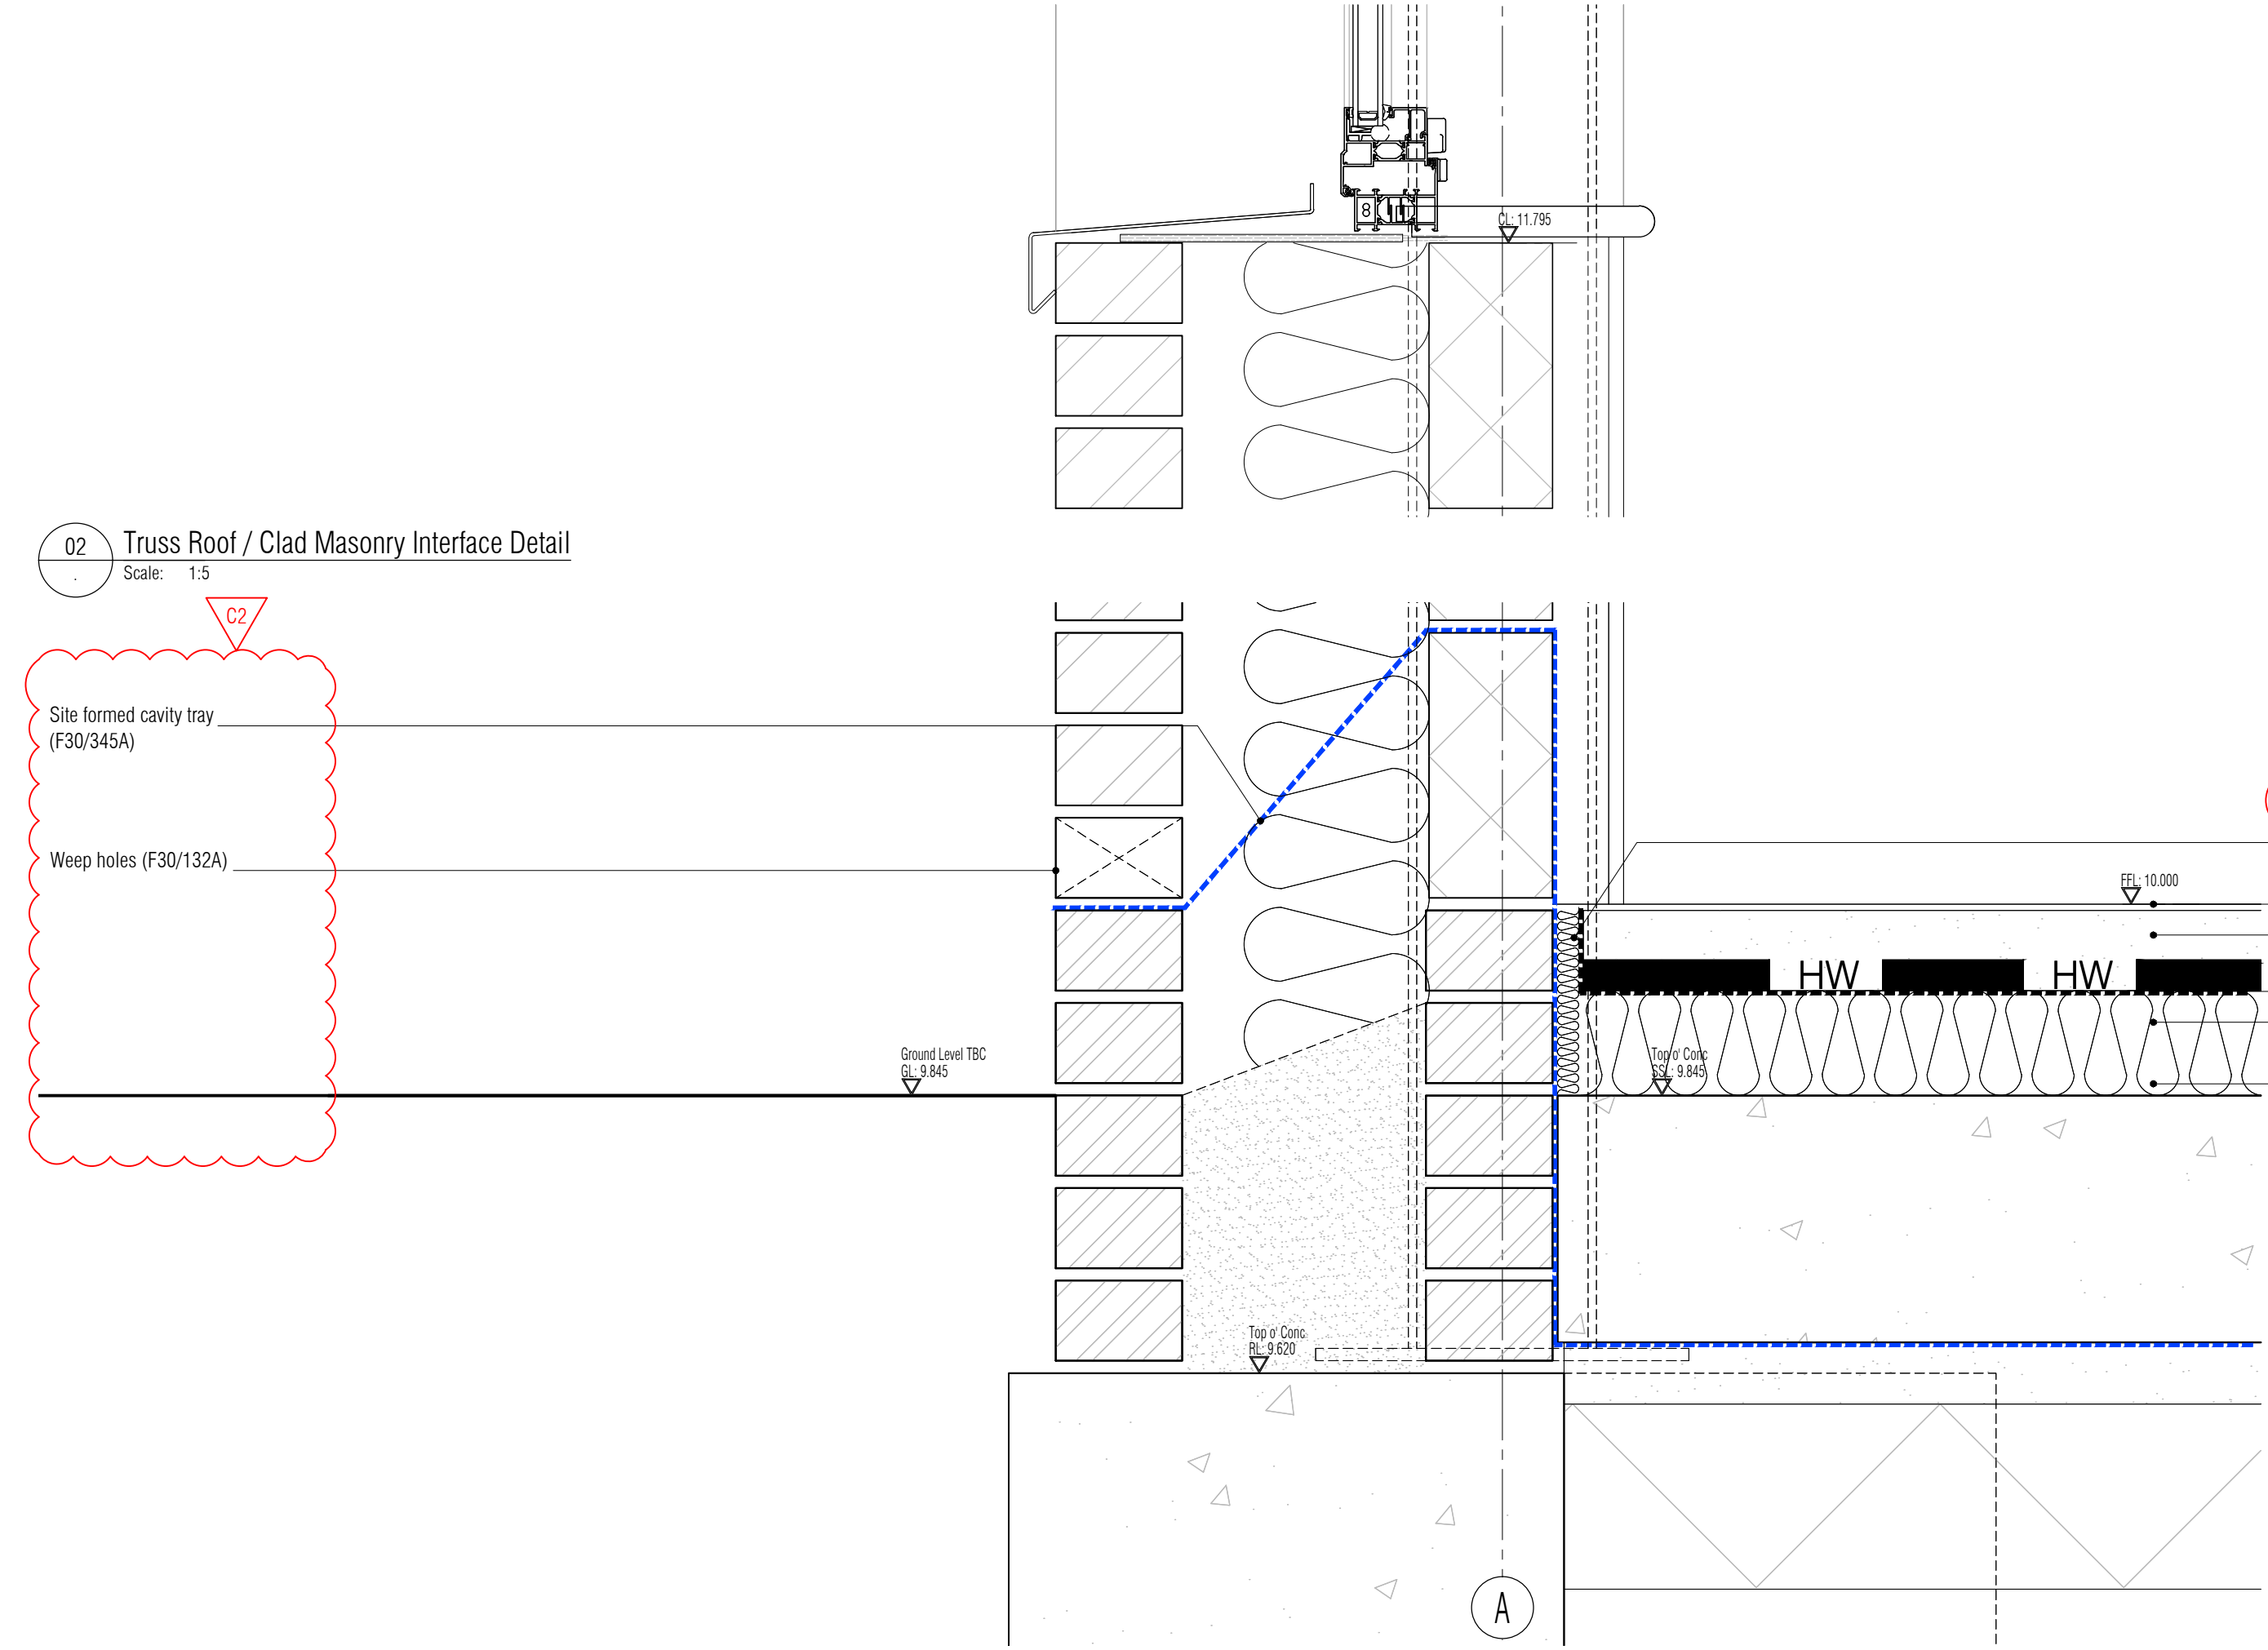 8
CL: 11.795
02
Truss Roof / Clad Masonry Interface Detail
.
Scale: 1:5
C2
Site formed cavity tray
(F30/345A)
Weep holes (F30/132A)
FFL: 10.000
HW HW
Ground Level TBC
GL: 9.845
Top o' Conc
SSL: 9.845
Top o' Conc
RL: 9.620
A